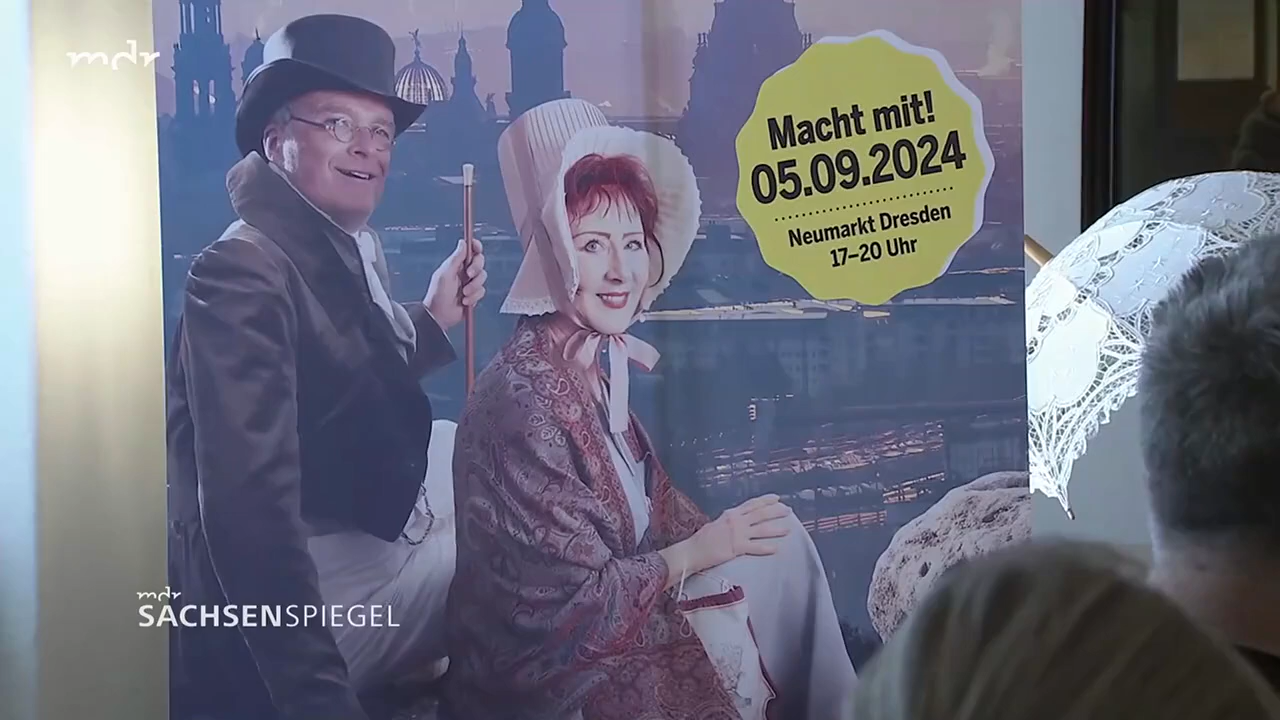 mdr
Macht mit!
05.09.2024
Neumarkt Dresden
17–20 Uhr
mdr
SACHSENSPIEGEL